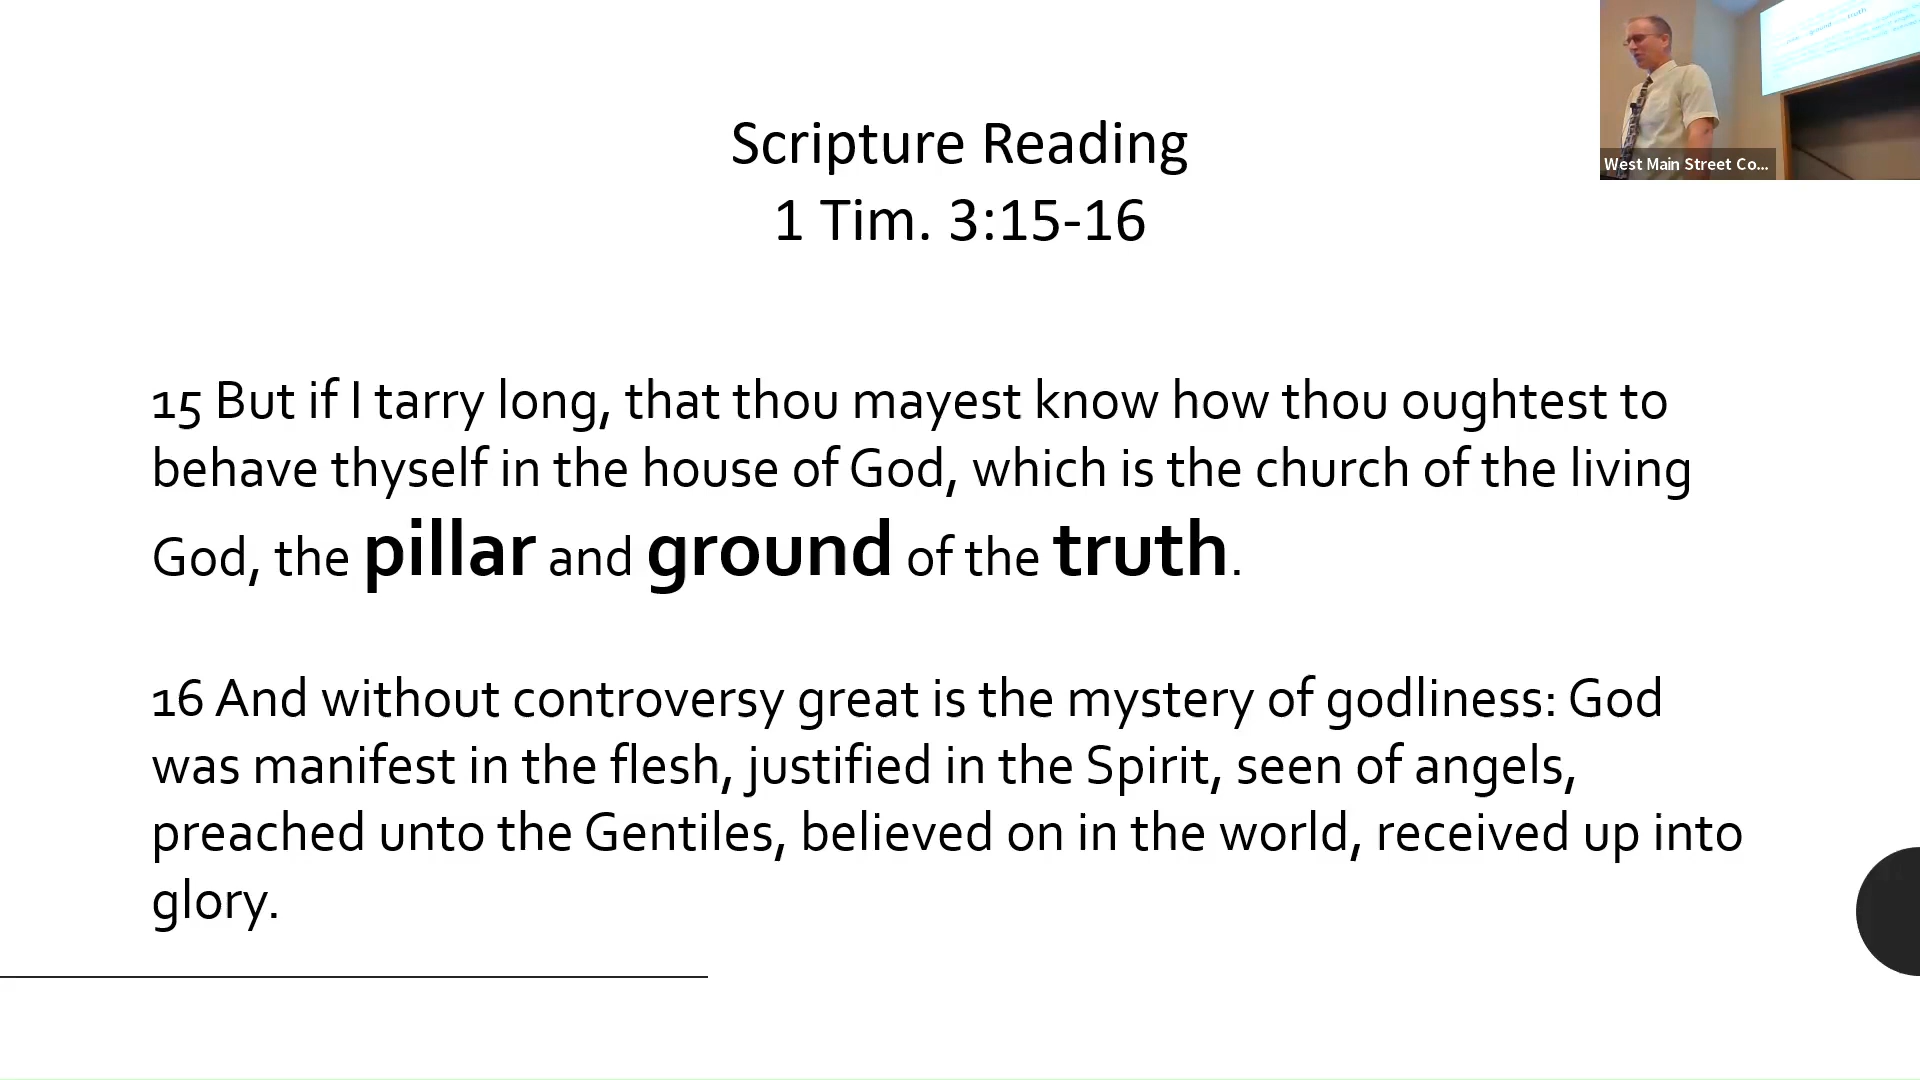 Scripture Reading
1 Tim. 3:15-16
West Main Street Co...
15 But if I tarry long, that thou mayest know how thou oughtest to
behave thyself in the house of God, which is the church of the living
God, the pillar and ground of the truth.
16 And without controversy great is the mystery of godliness: God
was manifest in the flesh, justified in the Spirit, seen of angels,
preached unto the Gentiles, believed on in the world, received up into
glory.